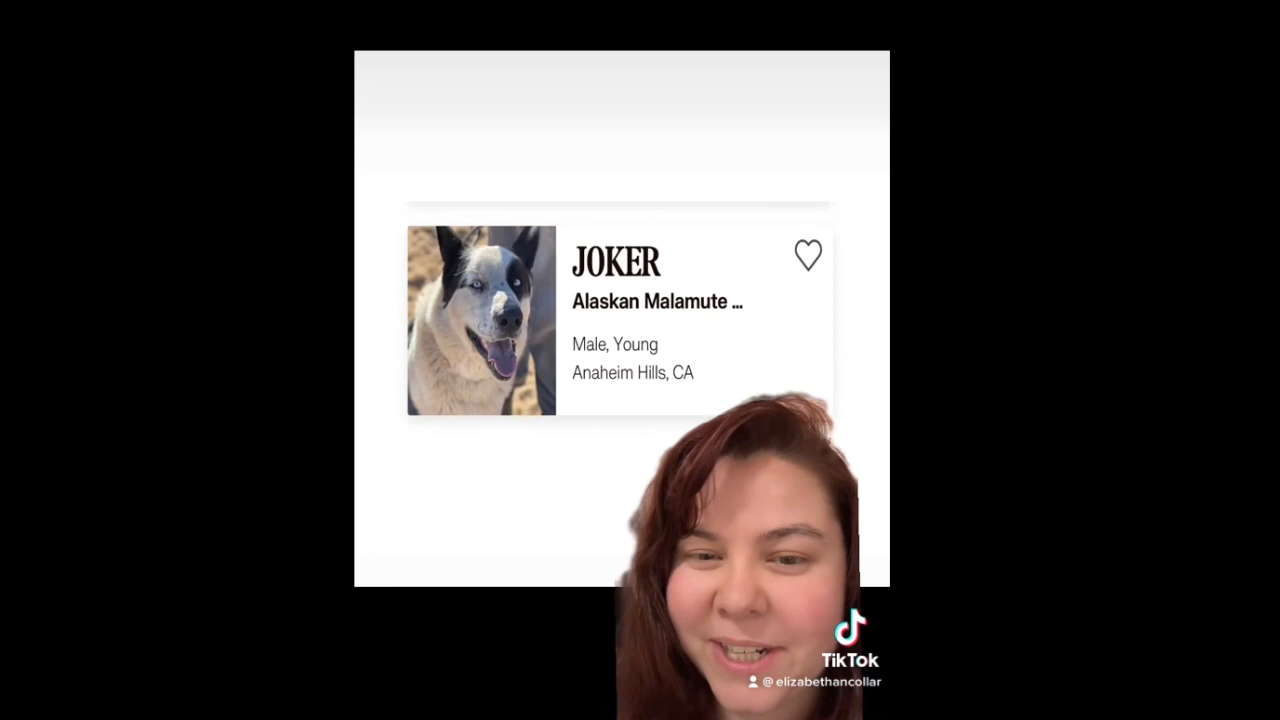 JOKER
Alaskan Malamute ...
Male, Young
Anaheim Hills, CA
TikTok
@elizabethancollar